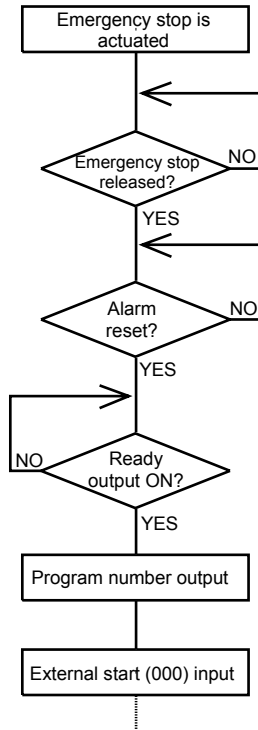 Emergency stop is
actuated
Emergency stop
released?
NO
YES
Alarm
reset?
NO
YES
Ready
output ON?
NO
YES
Program number output
External start (000) input